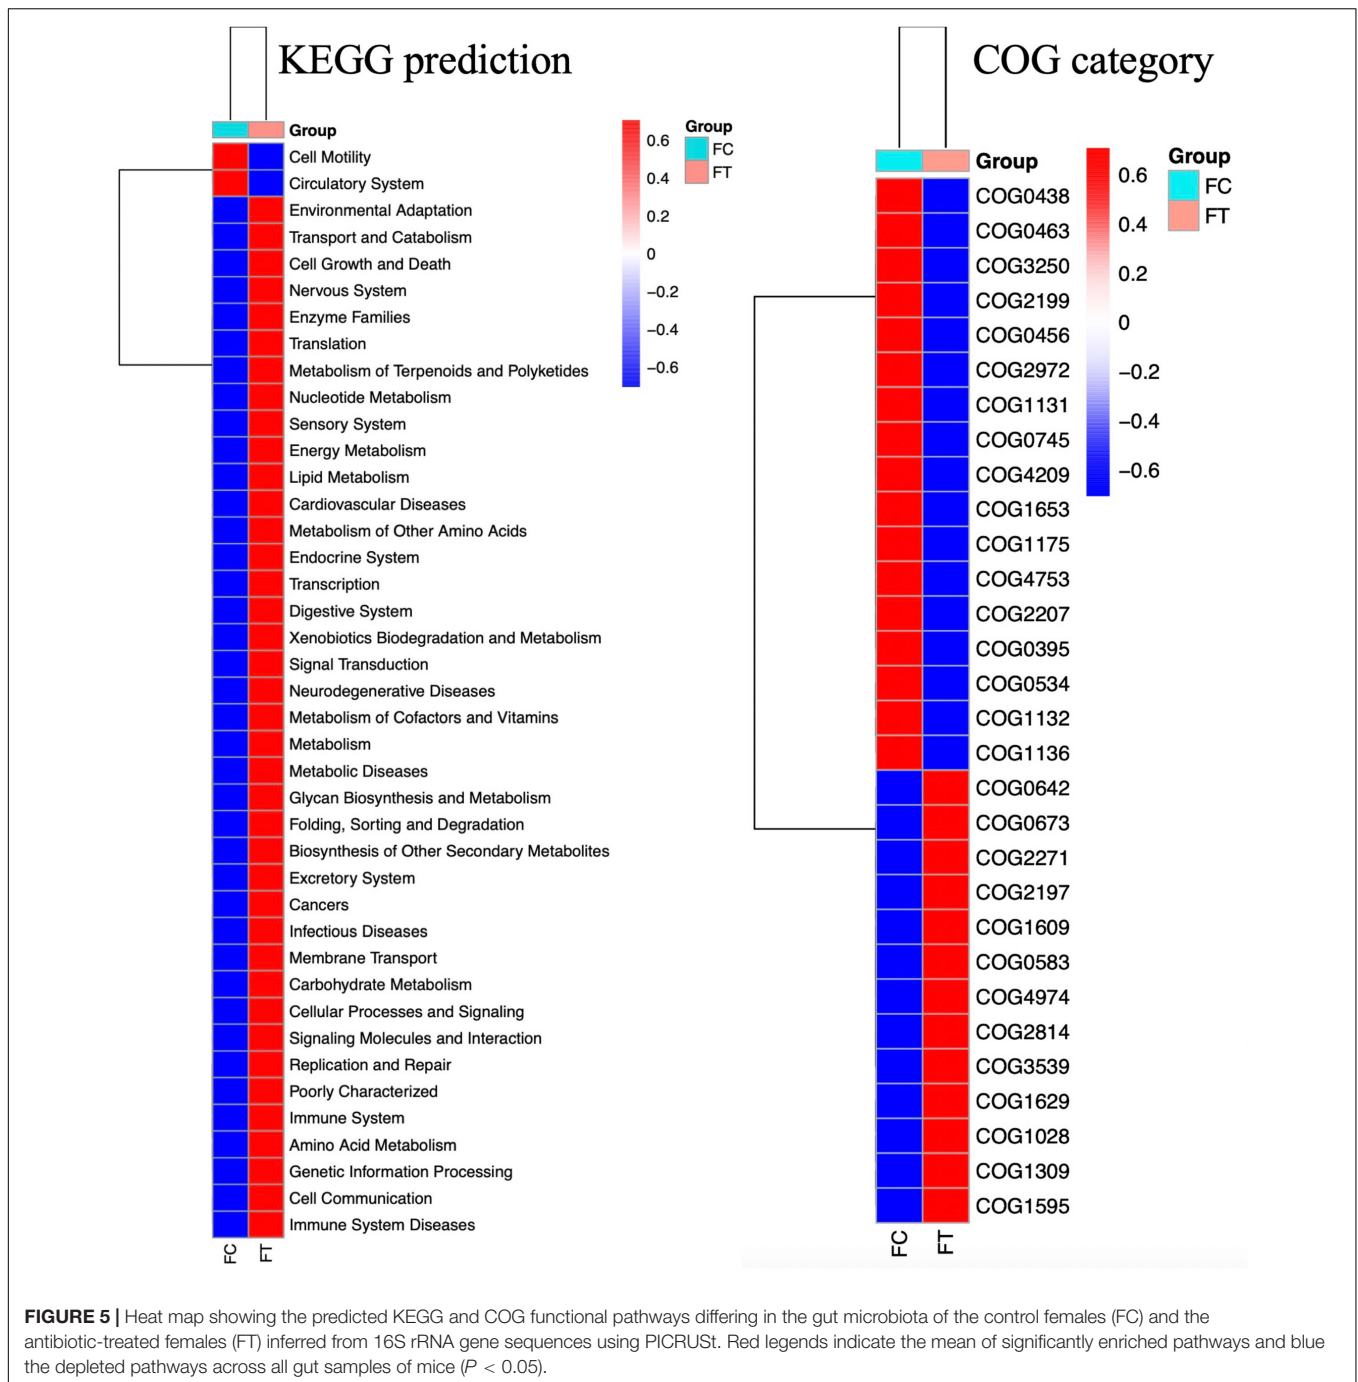 KEGG prediction
Group
Cell Motility
Circulatory System
Environmental Adaptation
Transport and Catabolism
Cell Growth and Death
Nervous System
Enzyme Families
Translation
Metabolism of Terpenoids and Polyketides
Nucleotide Metabolism
Sensory System
Energy Metabolism
Lipid Metabolism
Cardiovascular Diseases
Metabolism of Other Amino Acids
Endocrine System
Transcription
Digestive System
Xenobiotics Biodegradation and Metabolism
Signal Transduction
Neurodegenerative Diseases
Metabolism of Cofactors and Vitamins
Metabolism
Metabolic Diseases
Glycan Biosynthesis and Metabolism
Folding, Sorting and Degradation
Biosynthesis of Other Secondary Metabolites
Excretory System
Cancers
Infectious Diseases
Membrane Transport
Carbohydrate Metabolism
Cellular Processes and Signaling
Signaling Molecules and Interaction
Replication and Repair
Poorly Characterized
Immune System
Amino Acid Metabolism
Genetic Information Processing
Cell Communication
Immune System Diseases
FC
FT
0.6
0.4
0.2
0
−0.2
−0.4
−0.6
Group
FC
FT
COG category
Group
COG0438
COG0463
COG3250
COG2199
COG0456
COG2972
COG1131
COG0745
COG4209
COG1653
COG1175
COG4753
COG2207
COG0395
COG0534
COG1132
COG1136
COG0642
COG0673
COG2271
COG2197
COG1609
COG0583
COG4974
COG2814
COG3539
COG1629
COG1028
COG1309
COG1595
FC
FT
0.6
0.4
0.2
0
−0.2
−0.4
−0.6
Group
FC
FT
FIGURE 5 | Heat map showing the predicted KEGG and COG functional pathways differing in the gut microbiota of the control females (FC) and the
antibiotic-treated females (FT) inferred from 16S rRNA gene sequences using PICRUSt. Red legends indicate the mean of significantly enriched pathways and blue
the depleted pathways across all gut samples of mice (P < 0.05).